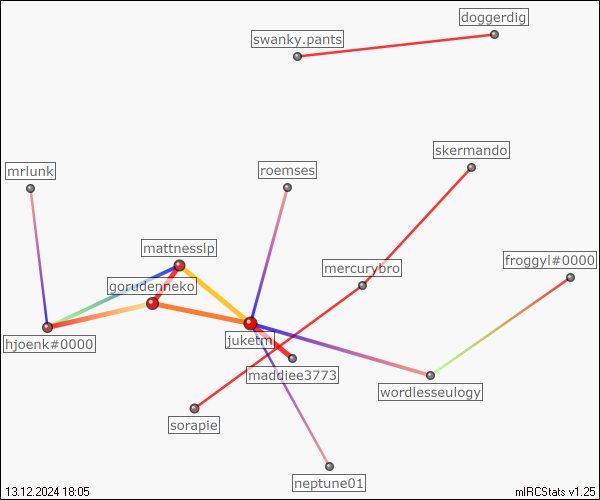 doggerdig
swanky.pants
skermando
mrlunk
roemses
mattnesslp
froggyl#0000
mercurybro
gorudenneko
hjoenk#0000
juketm
maddiee3773
wordlesseulogy
sorapie
neptune01
13.12.2024 18:05
mIRCStats v1.25